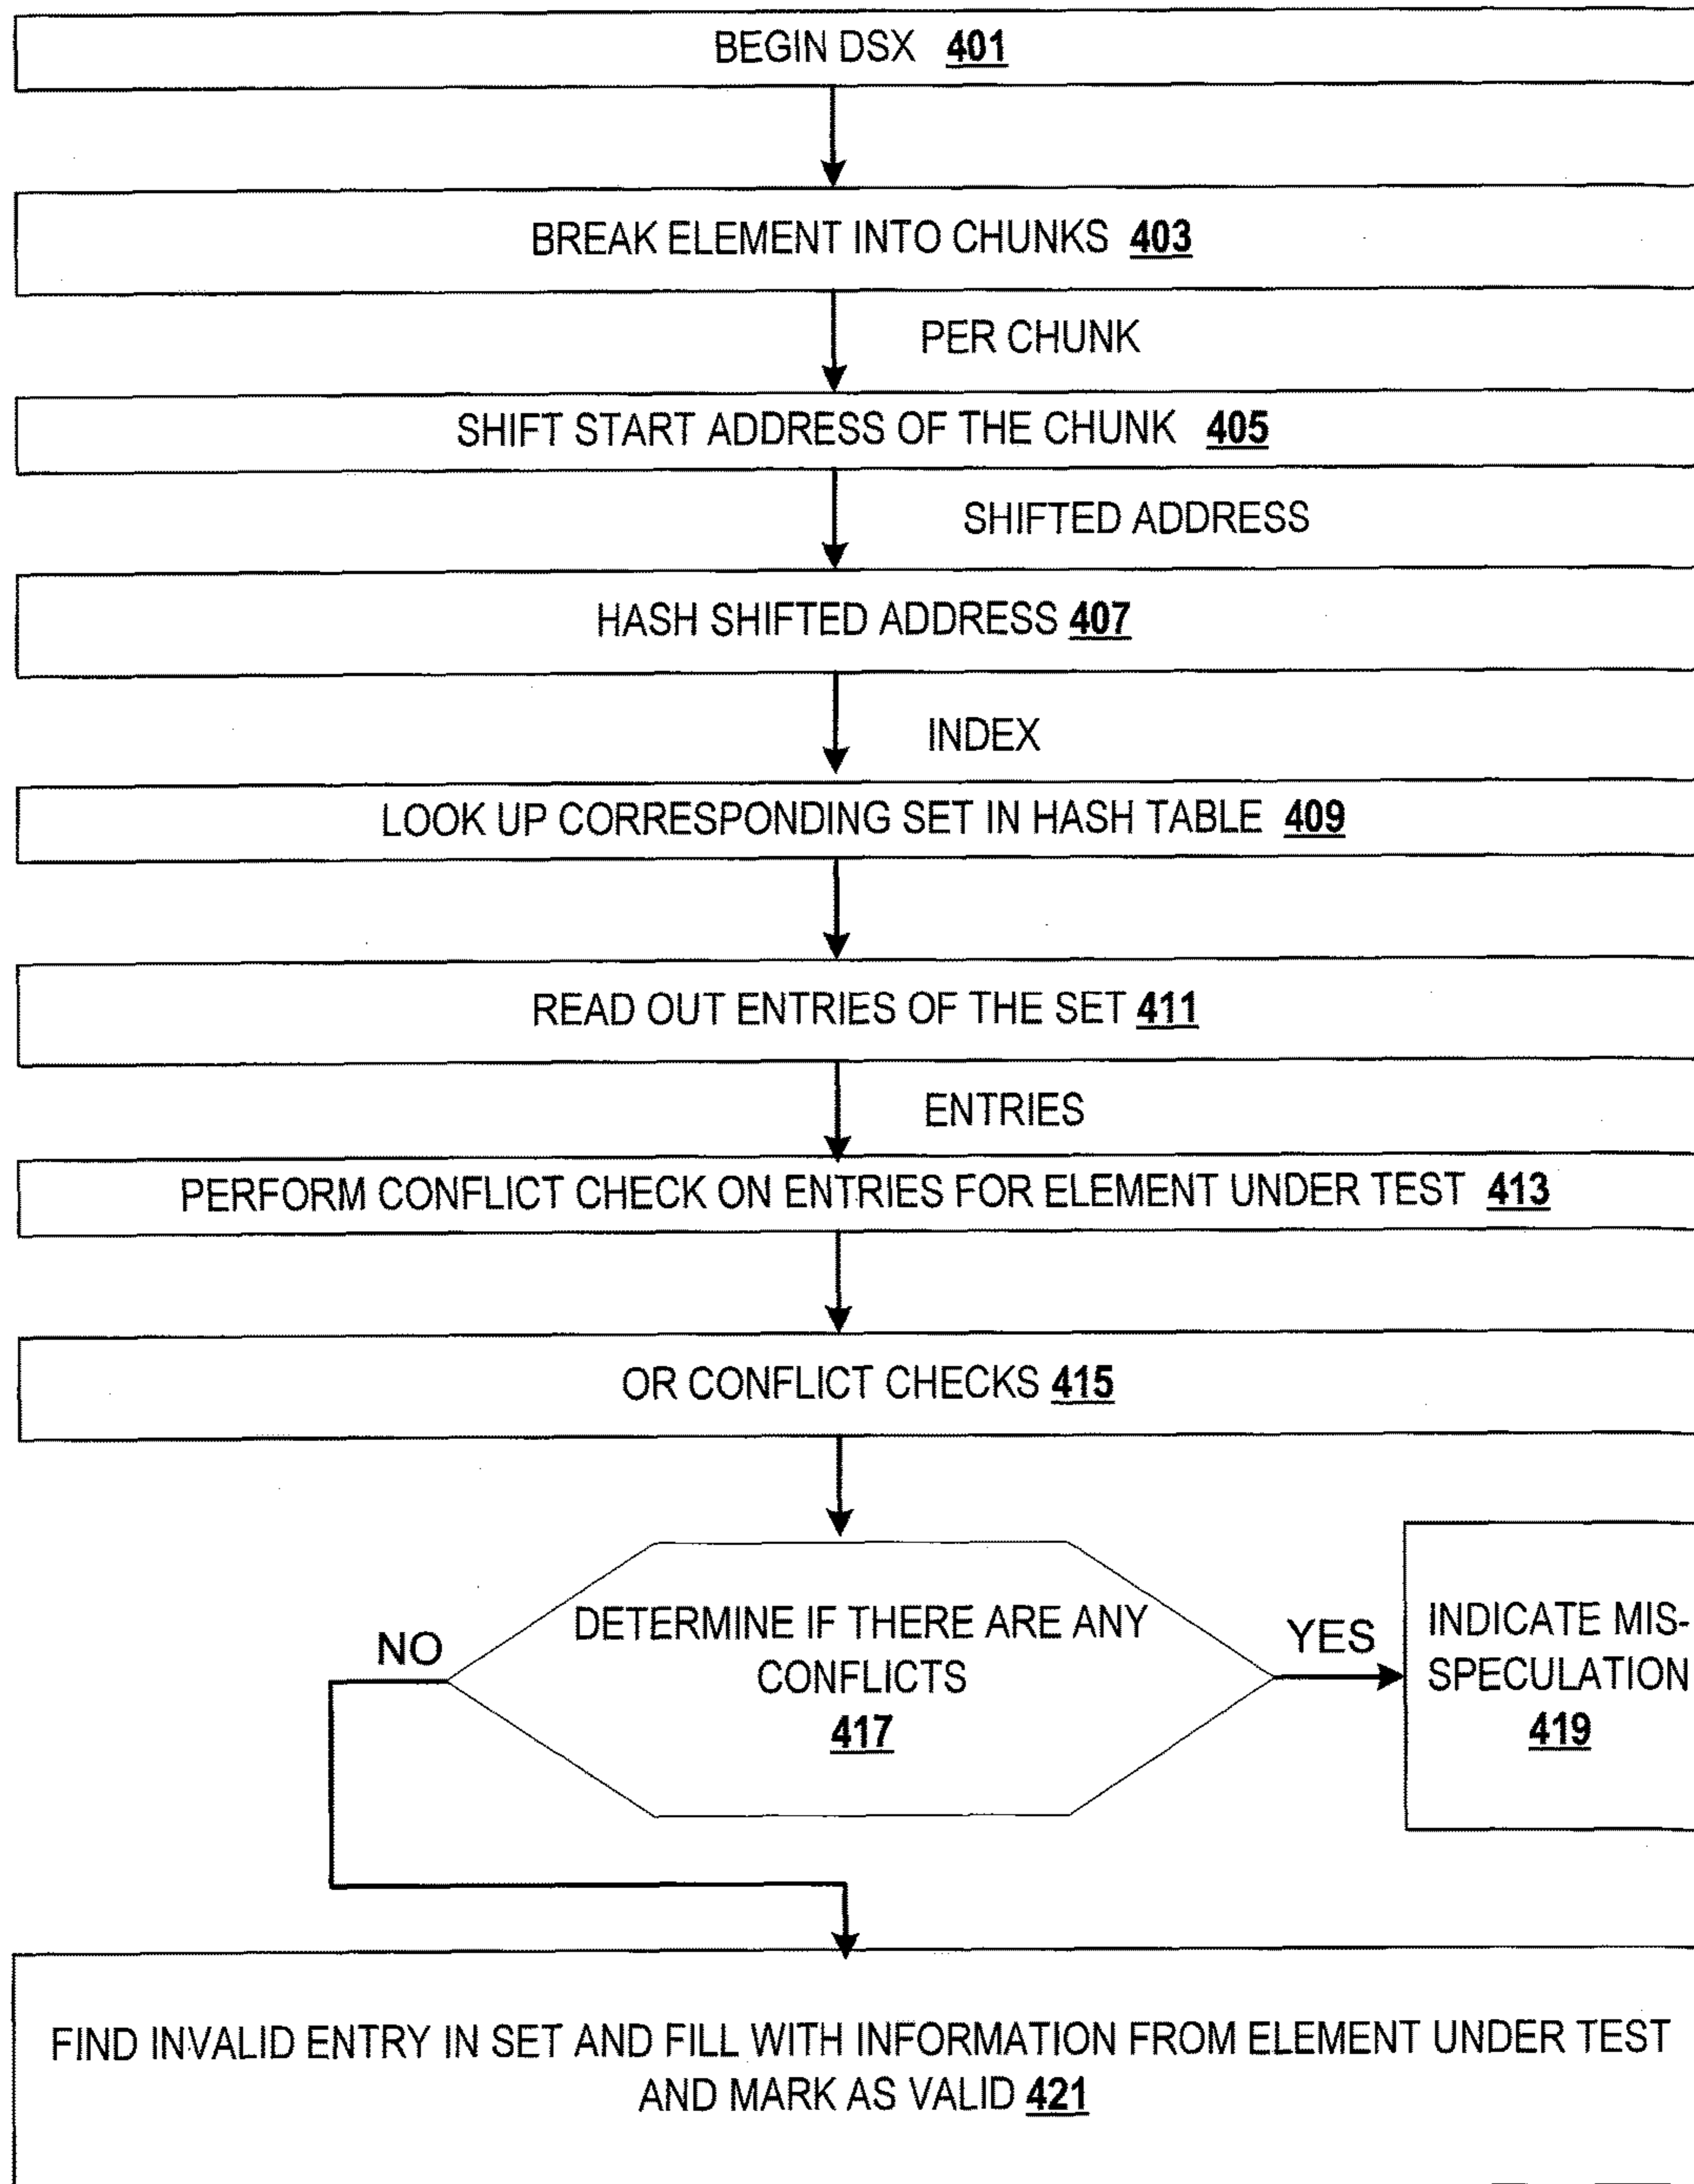 BEGIN DSX 401
BREAK ELEMENT INTO CHUNKS 403
PER CHUNK
SHIFT START ADDRESS OF THE CHUNK 405
SHIFTED ADDRESS
HASH SHIFTED ADDRESS 407
INDEX
LOOK UP CORRESPONDING SET IN HASH TABLE 409
READ OUT ENTRIES OF THE SET 411
ENTRIES
PERFORM CONFLICT CHECK ON ENTRIES FOR ELEMENT UNDER TEST 413
OR CONFLICT CHECKS 415
NO
DETERMINE IF THERE ARE ANY
CONFLICTS
417
YES
INDICATE MIS-
SPECULATION
419
FIND INVALID ENTRY IN SET AND FILL WITH INFORMATION FROM ELEMENT UNDER TEST
AND MARK AS VALID 421